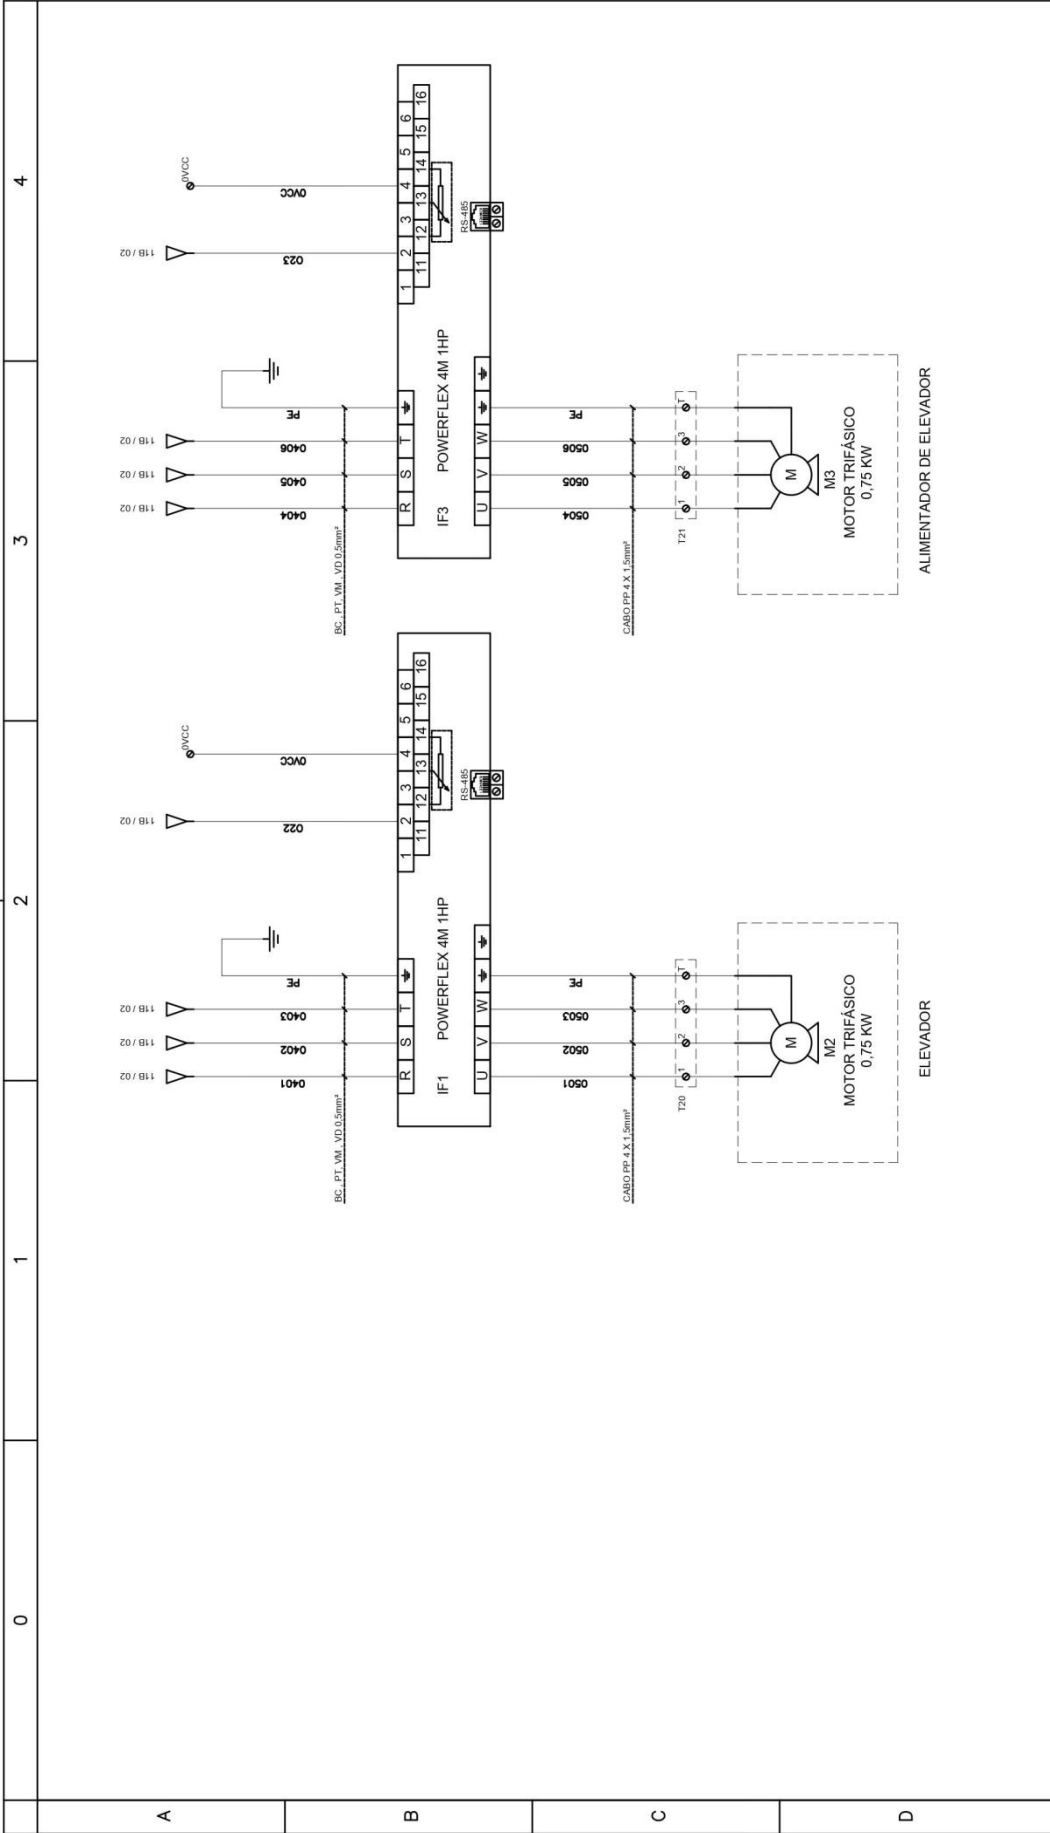 0 1 2 3 4
A
B
C
D
11B / 02
11B / 02
11B / 02
11B / 02
0VCC
0401
0402
0403
PE
022
0VCC
BC , PT, VM , VD 0,5mm²
R S T
1 2 3 4 5 6
11 12 13 14 15 16
IF1
POWERFLEX 4M 1HP
RS-485
U V W
0501
0502
0503
PE
CABO PP 4 X 1,5mm²
T20
1 2 3 T
M
M2
MOTOR TRIFÁSICO
0,75 KW
ELEVADOR
11B / 02
11B / 02
11B / 02
11B / 02
0VCC
0404
0405
0406
PE
023
0VCC
BC , PT, VM , VD 0,5mm²
R S T
1 2 3 4 5 6
11 12 13 14 15 16
IF3
POWERFLEX 4M 1HP
RS-485
U V W
0504
0505
0506
PE
CABO PP 4 X 1,5mm²
T21
1 2 3 T
M
M3
MOTOR TRIFÁSICO
0,75 KW
ALIMENTADOR DE ELEVADOR